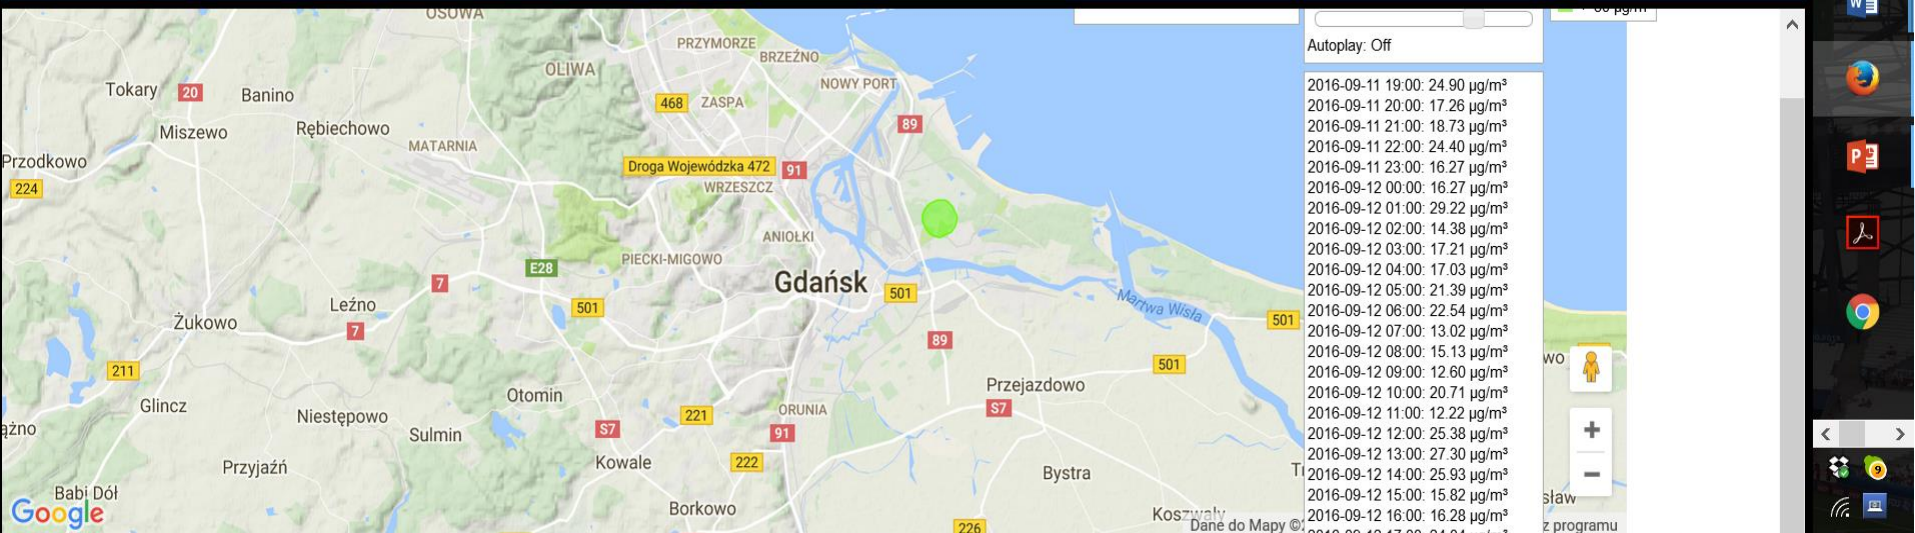 OSOWA
PRZYMORZE
BRZEŹNO
OLIWA
NOWY PORT
Tokary
20
Banino
468
ZASPA
Miszewo
Rębiechowo
89
MATARNIA
Przodkowo
Droga Wojewódzka 472
91
224
WRZESZCZ
ANIOŁKI
E28
PIECKI-MIGOWO
7
Gdańsk
501
Leźno
501
Martwa Wisła
501
Żukowo
7
89
211
501
Przejazdowo
Otomin
Glincz
Niestępowo
221
ORUNIA
S7
S7
91
Sulmin
Przyjaźń
Kowale
222
Bystra
Babi Dół
Google
Borkowo
226
Koszwały
Dane do Mapy ©
z programu
Autoplay: Off
2016-09-11 19:00: 24.90 µg/m³
2016-09-11 20:00: 17.26 µg/m³
2016-09-11 21:00: 18.73 µg/m³
2016-09-11 22:00: 24.40 µg/m³
2016-09-11 23:00: 16.27 µg/m³
2016-09-12 00:00: 16.27 µg/m³
2016-09-12 01:00: 29.22 µg/m³
2016-09-12 02:00: 14.38 µg/m³
2016-09-12 03:00: 17.21 µg/m³
2016-09-12 04:00: 17.03 µg/m³
2016-09-12 05:00: 21.39 µg/m³
2016-09-12 06:00: 22.54 µg/m³
2016-09-12 07:00: 13.02 µg/m³
2016-09-12 08:00: 15.13 µg/m³
2016-09-12 09:00: 12.60 µg/m³
2016-09-12 10:00: 20.71 µg/m³
2016-09-12 11:00: 12.22 µg/m³
2016-09-12 12:00: 25.38 µg/m³
2016-09-12 13:00: 27.30 µg/m³
2016-09-12 14:00: 25.93 µg/m³
2016-09-12 15:00: 15.82 µg/m³
2016-09-12 16:00: 16.28 µg/m³